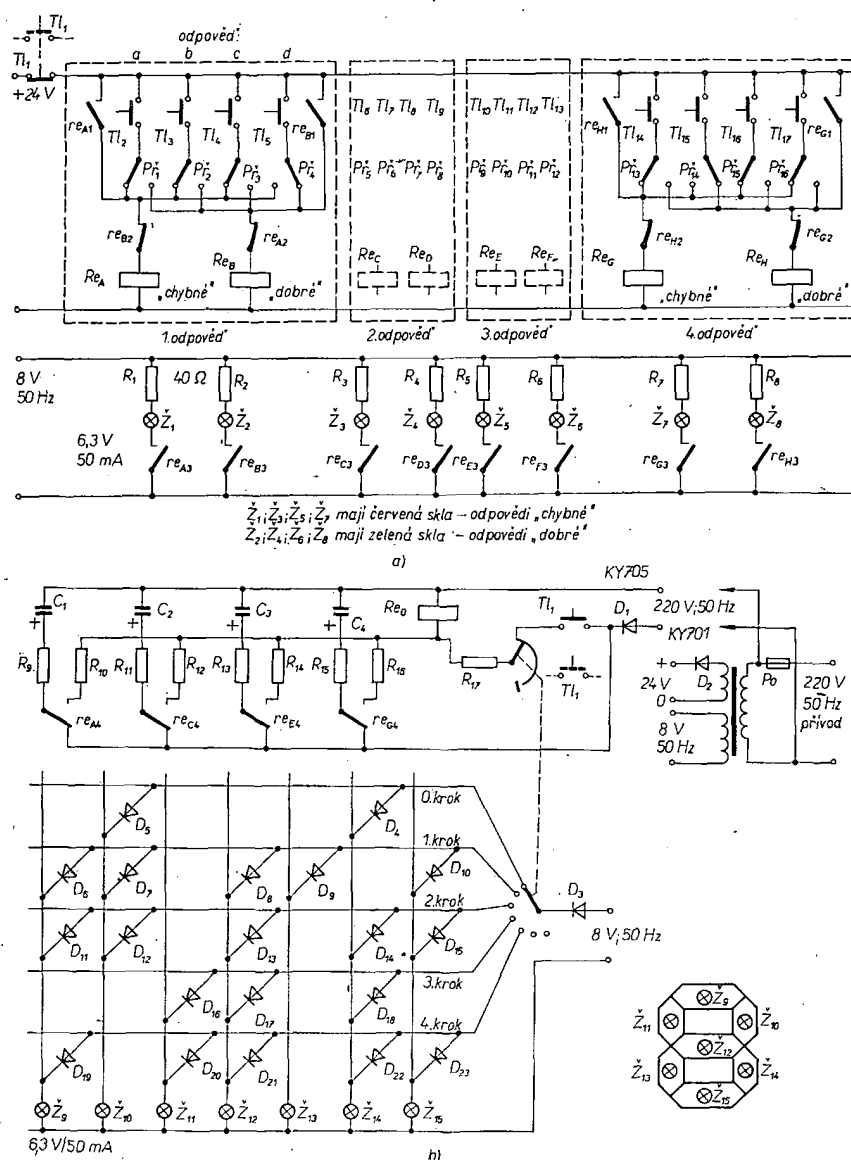 Tl₁
odpověď:
Tl₁
a b c d
+24 V
reA1 Tl₂ Tl₃ Tl₄ Tl₅ reB1
Tl₆ Tl₇ Tl₈ Tl₉
Tl₁₀ Tl₁₁ Tl₁₂ Tl₁₃
reH1 Tl₁₄ Tl₁₅ Tl₁₆ Tl₁₇ reG1
Př₁ Př₂ Př₃ Př₄
Př₅ Př₆ Př₇ Př₈
Př₉ Př₁₀ Př₁₁ Př₁₂
Př₁₃ Př₁₄ Př₁₅ Př₁₆
reB2 reA2
reH2 reG2
ReA ReB
ReC ReD
ReE ReF
ReG ReH
„chybné“ „dobré“
„chybné“ „dobré“
1. odpověď 2. odpověď 3. odpověď 4. odpověď
8 V
50 Hz
R₁ 40 Ω R₂ R₃ R₄ R₅ R₆ R₇ R₈
Ž₁ Ž₂ Ž₃ Ž₄ Ž₅ Ž₆ Ž₇ Ž₈
6,3 V
50 mA
reA3 reB3 reC3 reD3 reE3 reF3 reG3 reH3
Ž₁; Ž₃; Ž₅; Ž₇ mají červená skla – odpovědi „chybné“
Ž₂; Ž₄; Ž₆; Ž₈ mají zelená skla – odpovědi „dobré“
a)
KY705
C₁ C₂ C₃ C₄ Re₀ Tl₁ D₁
220 V; 50 Hz
KY701
R₉ R₁₀ R₁₁ R₁₂ R₁₃ R₁₄ R₁₅ R₁₆ R₁₇ Tl₁
+ D₂ Po
24 V
0
8 V
50 Hz
220 V
50 Hz
přívod
reA4 reC4 reE4 reG4
0. krok
D₅ D₄
1. krok
D₆ D₇ D₈ D₉ D₁₀
2. krok
D₃
8 V; 50 Hz
D₁₁ D₁₂ D₁₃ D₁₄ D₁₅
3. krok
D₁₆ D₁₇ D₁₈
4. krok
D₁₉ D₂₀ D₂₁ D₂₂ D₂₃
Ž₉
Ž₁₁ Ž₁₀
Ž₁₂
Ž₁₃ Ž₁₄
Ž₁₅
Ž₉ Ž₁₀ Ž₁₁ Ž₁₂ Ž₁₃ Ž₁₄ Ž₁₅
6,3 V/50 mA
b)